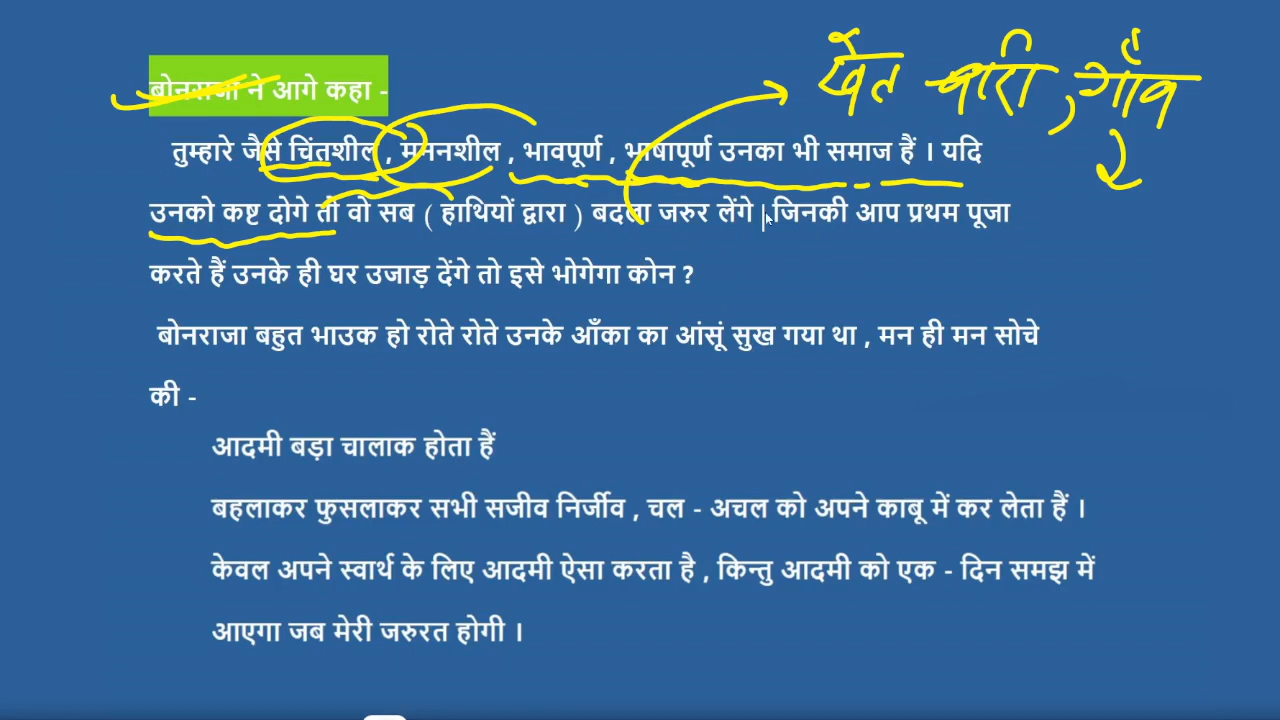 खेत बारी , गाँव
बोनराजा ने आगे कहा -
तुम्हारे जैसे चिंतशील , मननशील , भावपूर्ण , भाषापूर्ण उनका भी समाज हैं । यदि
उनको कष्ट दोगे तो वो सब ( हाथियों द्वारा ) बदला जरुर लेंगे |जिनकी आप प्रथम पूजा
करते हैं उनके ही घर उजाड़ देंगे तो इसे भोगेगा कोन ?
बोनराजा बहुत भाउक हो रोते रोते उनके आँका का आंसूं सुख गया था , मन ही मन सोचे
की -
आदमी बड़ा चालाक होता हैं
बहलाकर फुसलाकर सभी सजीव निर्जीव , चल - अचल को अपने काबू में कर लेता हैं ।
केवल अपने स्वार्थ के लिए आदमी ऐसा करता है , किन्तु आदमी को एक - दिन समझ में
आएगा जब मेरी जरुरत होगी ।